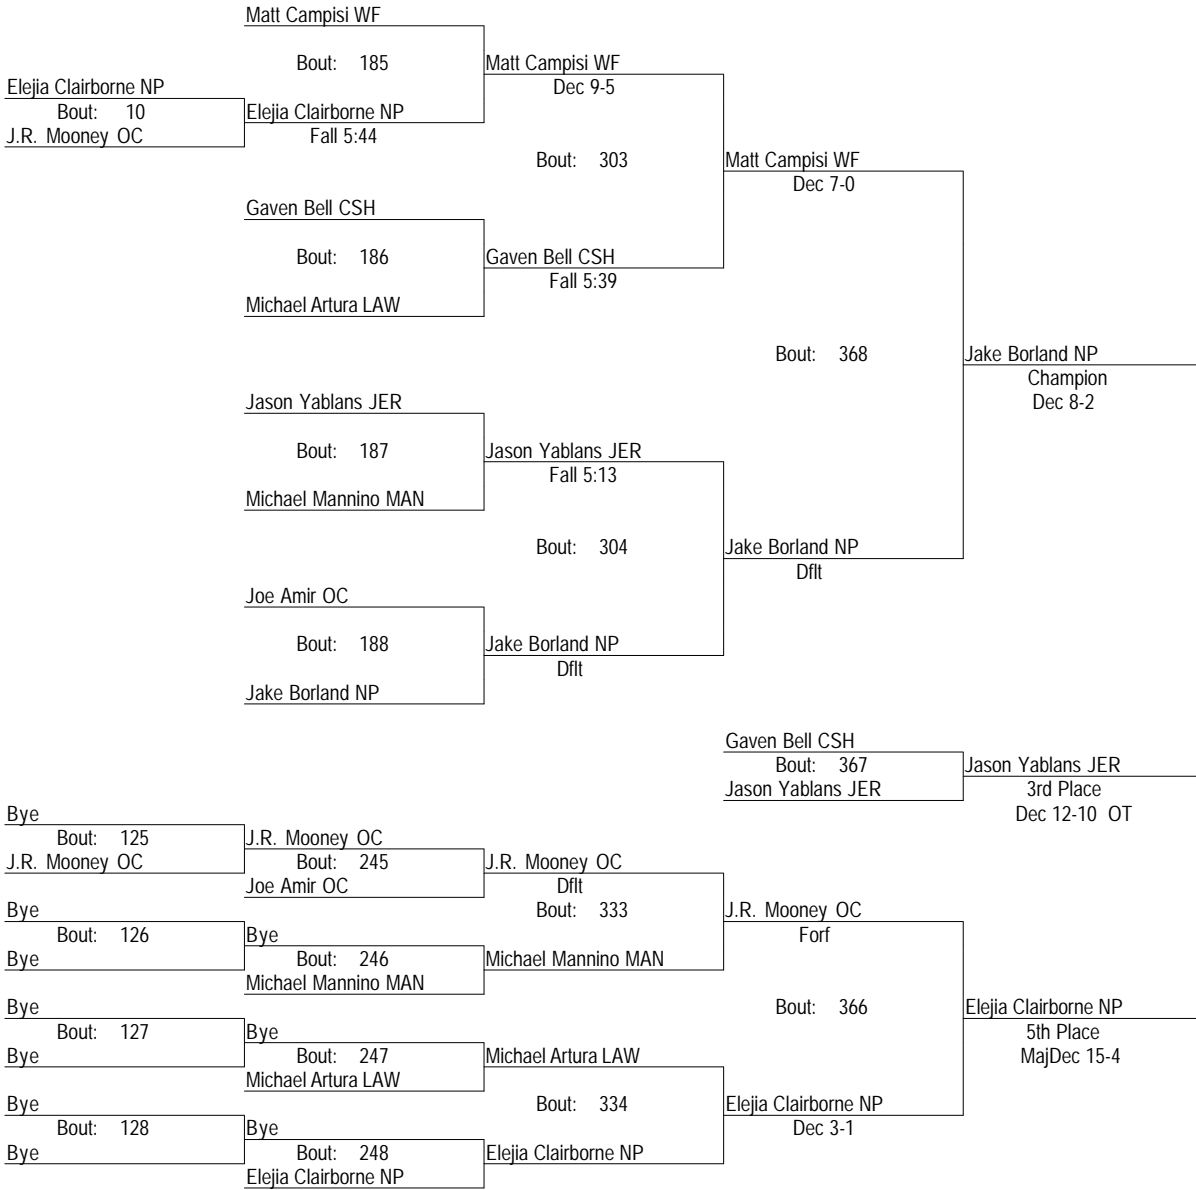 Matt Campisi WF
Bout: 185
Matt Campisi WF
Dec 9-5
Elejia Clairborne NP
Bout: 10
Elejia Clairborne NP
J.R. Mooney OC
Fall 5:44
Bout: 303
Matt Campisi WF
Dec 7-0
Gaven Bell CSH
Bout: 186
Gaven Bell CSH
Fall 5:39
Michael Artura LAW
Bout: 368
Jake Borland NP
Champion
Dec 8-2
Jason Yablans JER
Bout: 187
Jason Yablans JER
Fall 5:13
Michael Mannino MAN
Bout: 304
Jake Borland NP
Dflt
Joe Amir OC
Bout: 188
Jake Borland NP
Dflt
Jake Borland NP
Gaven Bell CSH
Bout: 367
Jason Yablans JER
Jason Yablans JER
3rd Place
Dec 12-10 OT
Bye
Bout: 125
J.R. Mooney OC
J.R. Mooney OC
Bout: 245
J.R. Mooney OC
Joe Amir OC
Dflt
Bye
Bout: 333
J.R. Mooney OC
Bout: 126
Bye
Forf
Bye
Bout: 246
Michael Mannino MAN
Michael Mannino MAN
Bye
Bout: 366
Elejia Clairborne NP
Bout: 127
Bye
5th Place
Bye
Bout: 247
Michael Artura LAW
MajDec 15-4
Michael Artura LAW
Bye
Bout: 334
Elejia Clairborne NP
Bout: 128
Bye
Dec 3-1
Bye
Bout: 248
Elejia Clairborne NP
Elejia Clairborne NP